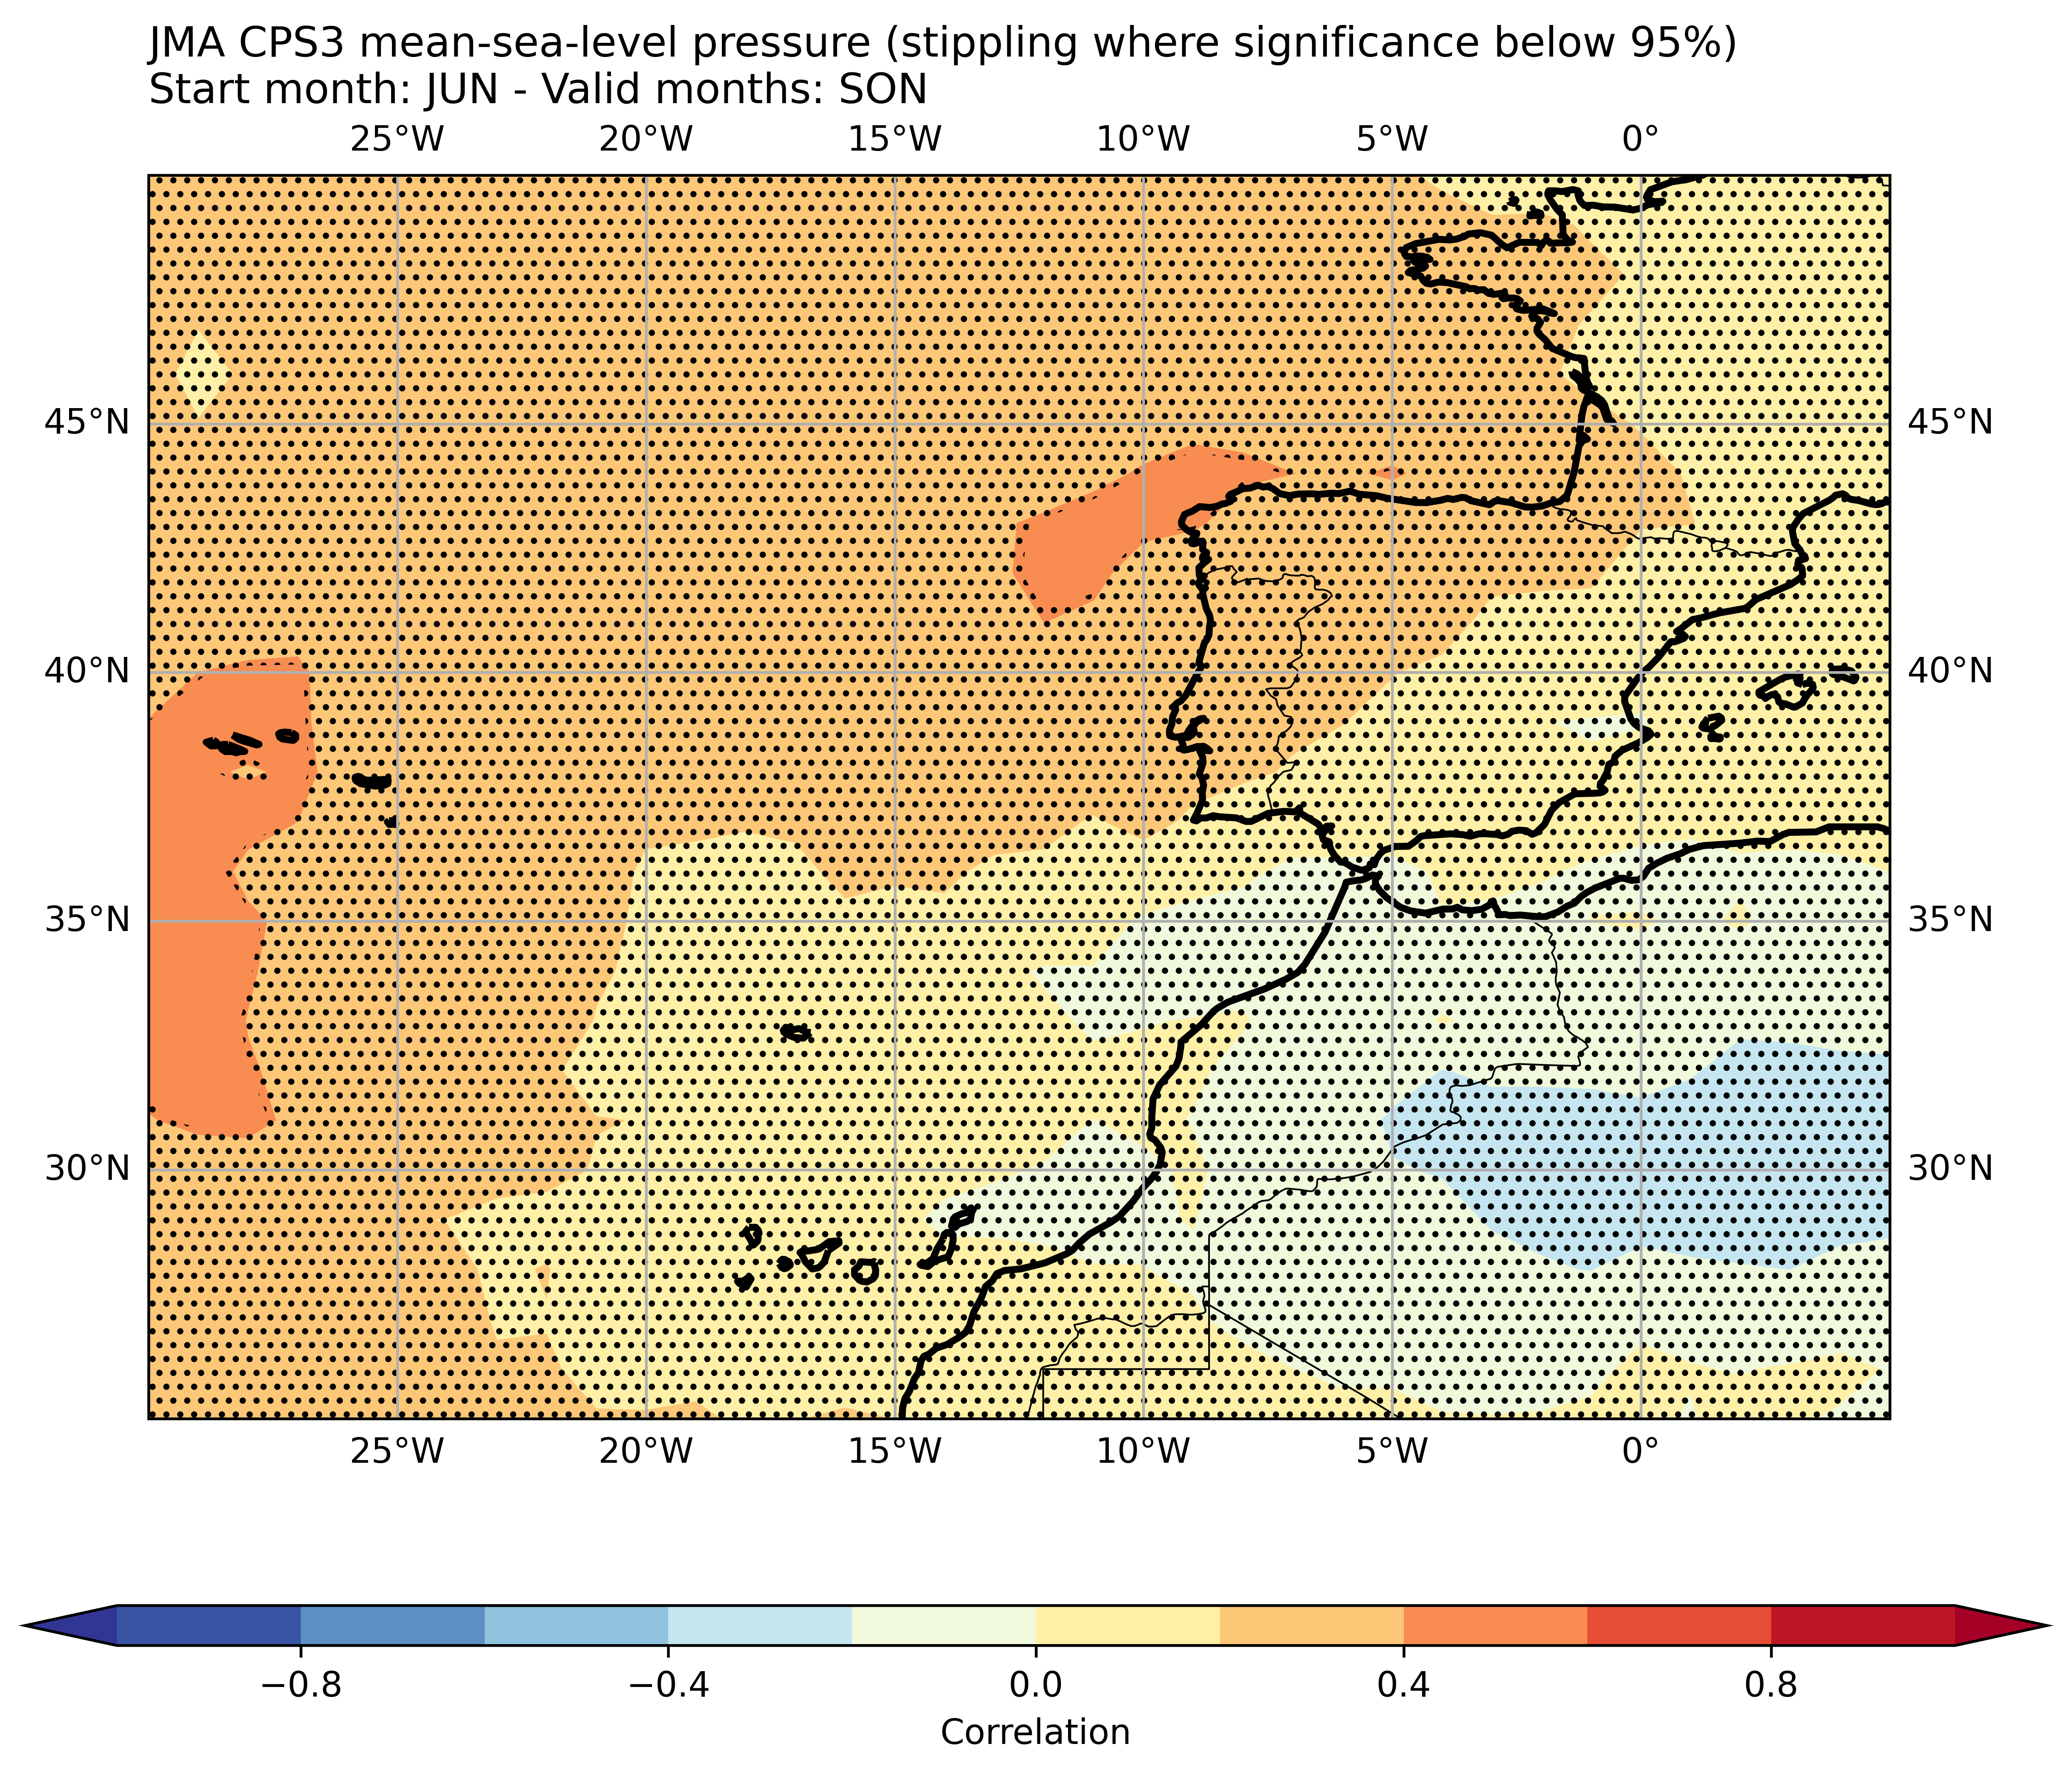 JMA CPS3 mean-sea-level pressure (stippling where significance below 95%)
Start month: JUN - Valid months: SON
25°W 20°W 15°W 10°W 5°W 0°
45°N 45°N
40°N 40°N
35°N 35°N
30°N 30°N
25°W 20°W 15°W 10°W 5°W 0°
−0.8 −0.4 0.0 0.4 0.8
Correlation